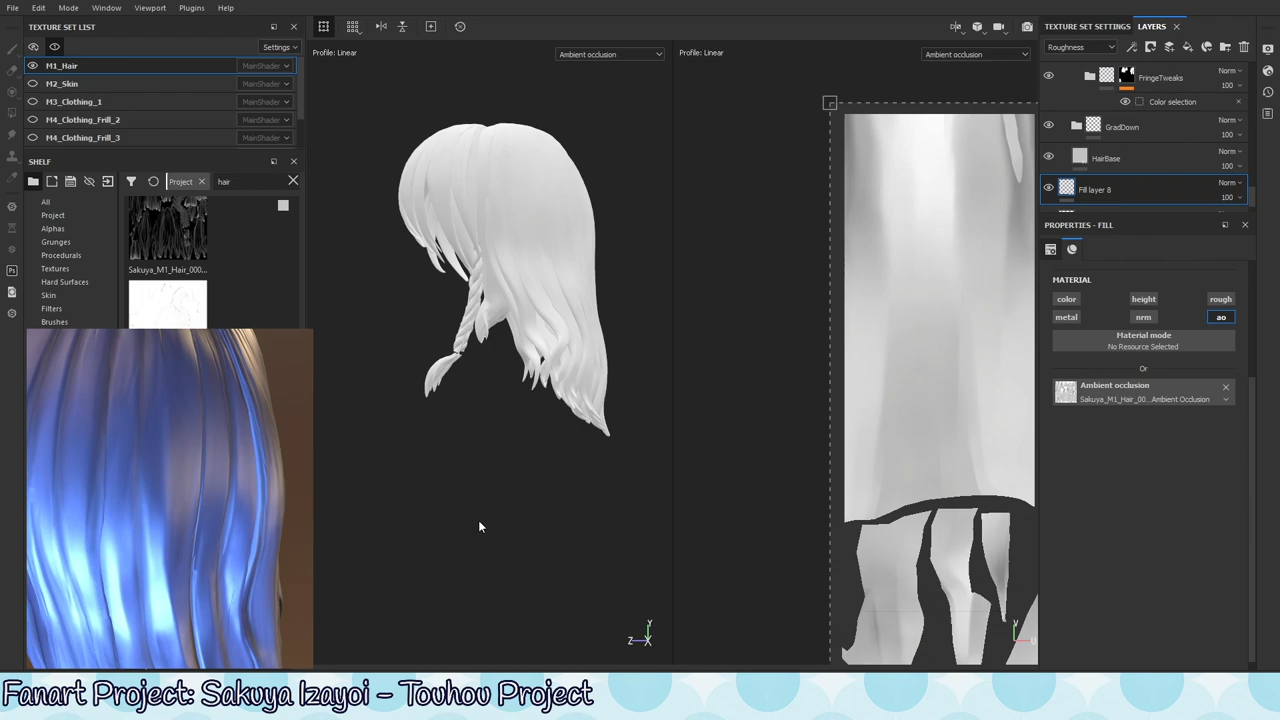 File Edit Mode Window Viewport Plugins Help
TEXTURE SET LIST
Settings
M1_Hair MainShader
M2_Skin MainShader
M3_Clothing_1 MainShader
M4_Clothing_Frill_2 MainShader
M4_Clothing_Frill_3 MainShader
SHELF
Project hair
All
Project
Alphas
Grunges
Procedurals
Textures
Hard Surfaces
Skin
Filters
Brushes
Sakuya_M1_Hair_000...
Ps
Profile: Linear
Ambient occlusion
Y
Z X
Profile: Linear
Ambient occlusion
Y
TEXTURE SET SETTINGS LAYERS
Roughness
FringeTweaks Norm 100
Color selection
GradDown Norm 100
HairBase Norm 100
Fill layer 8 Norm 100
PROPERTIES - FILL
MATERIAL
color height rough
metal nrm ao
Material mode
No Resource Selected
Or
Ambient occlusion
Sakuya_M1_Hair_00...Ambient Occlusion
Fanart Project: Sakuya Izayoi - Touhou Project